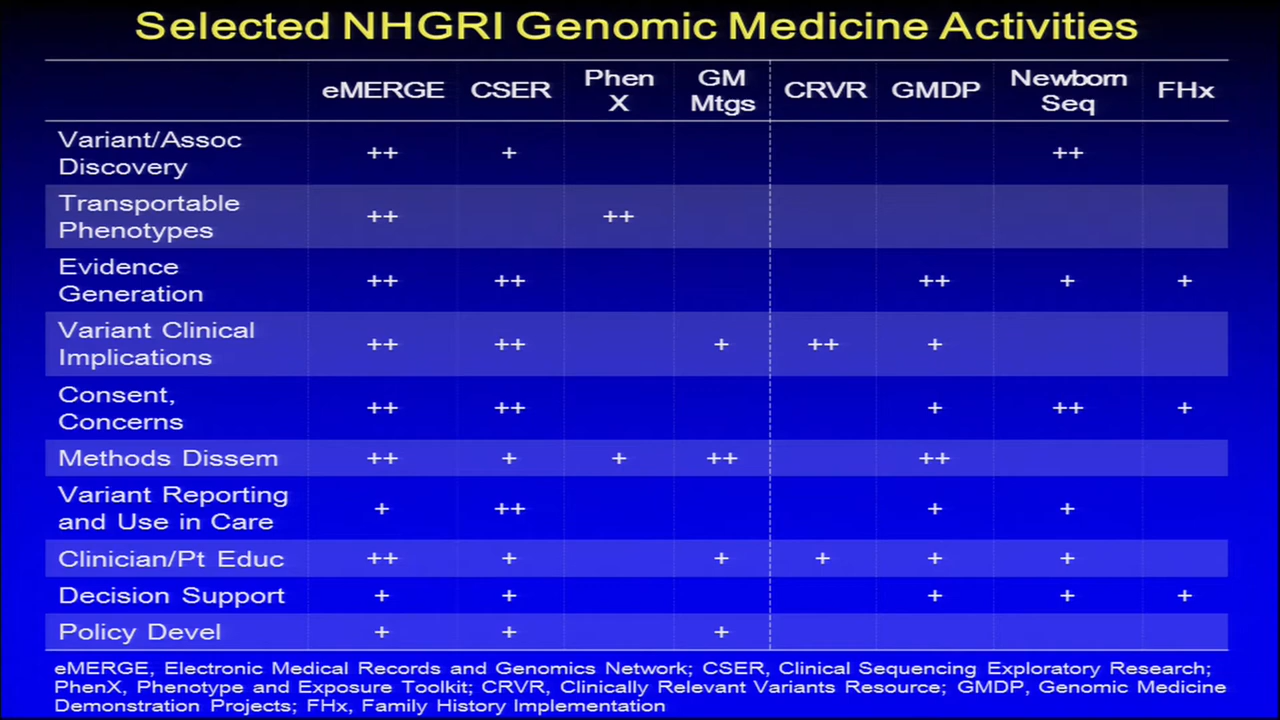 Selected NHGRI Genomic Medicine Activities
eMERGE CSER Phen X GM Mtgs CRVR GMDP Newborn Seq FHx
Variant/Assoc
Discovery ++ + ++
Transportable
Phenotypes ++ ++
Evidence
Generation ++ ++ ++ + +
Variant Clinical
Implications ++ ++ + ++ +
Consent,
Concerns ++ ++ + ++ +
Methods Dissem ++ + + ++ ++
Variant Reporting
and Use in Care + ++ + +
Clinician/Pt Educ ++ + + + + +
Decision Support + + + + +
Policy Devel + + +
eMERGE, Electronic Medical Records and Genomics Network; CSER, Clinical Sequencing Exploratory Research;
PhenX, Phenotype and Exposure Toolkit; CRVR, Clinically Relevant Variants Resource; GMDP, Genomic Medicine
Demonstration Projects; FHx, Family History Implementation